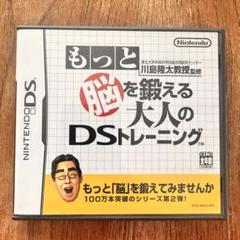 Nintendo
東北大学未来科学技術共同研究センター
川島隆太教授監修
もっと
脳を鍛える
大人の
DSトレーニング
NINTENDO DS
もっと「脳」を鍛えてみませんか
100万本突破のシリーズ第2弾!